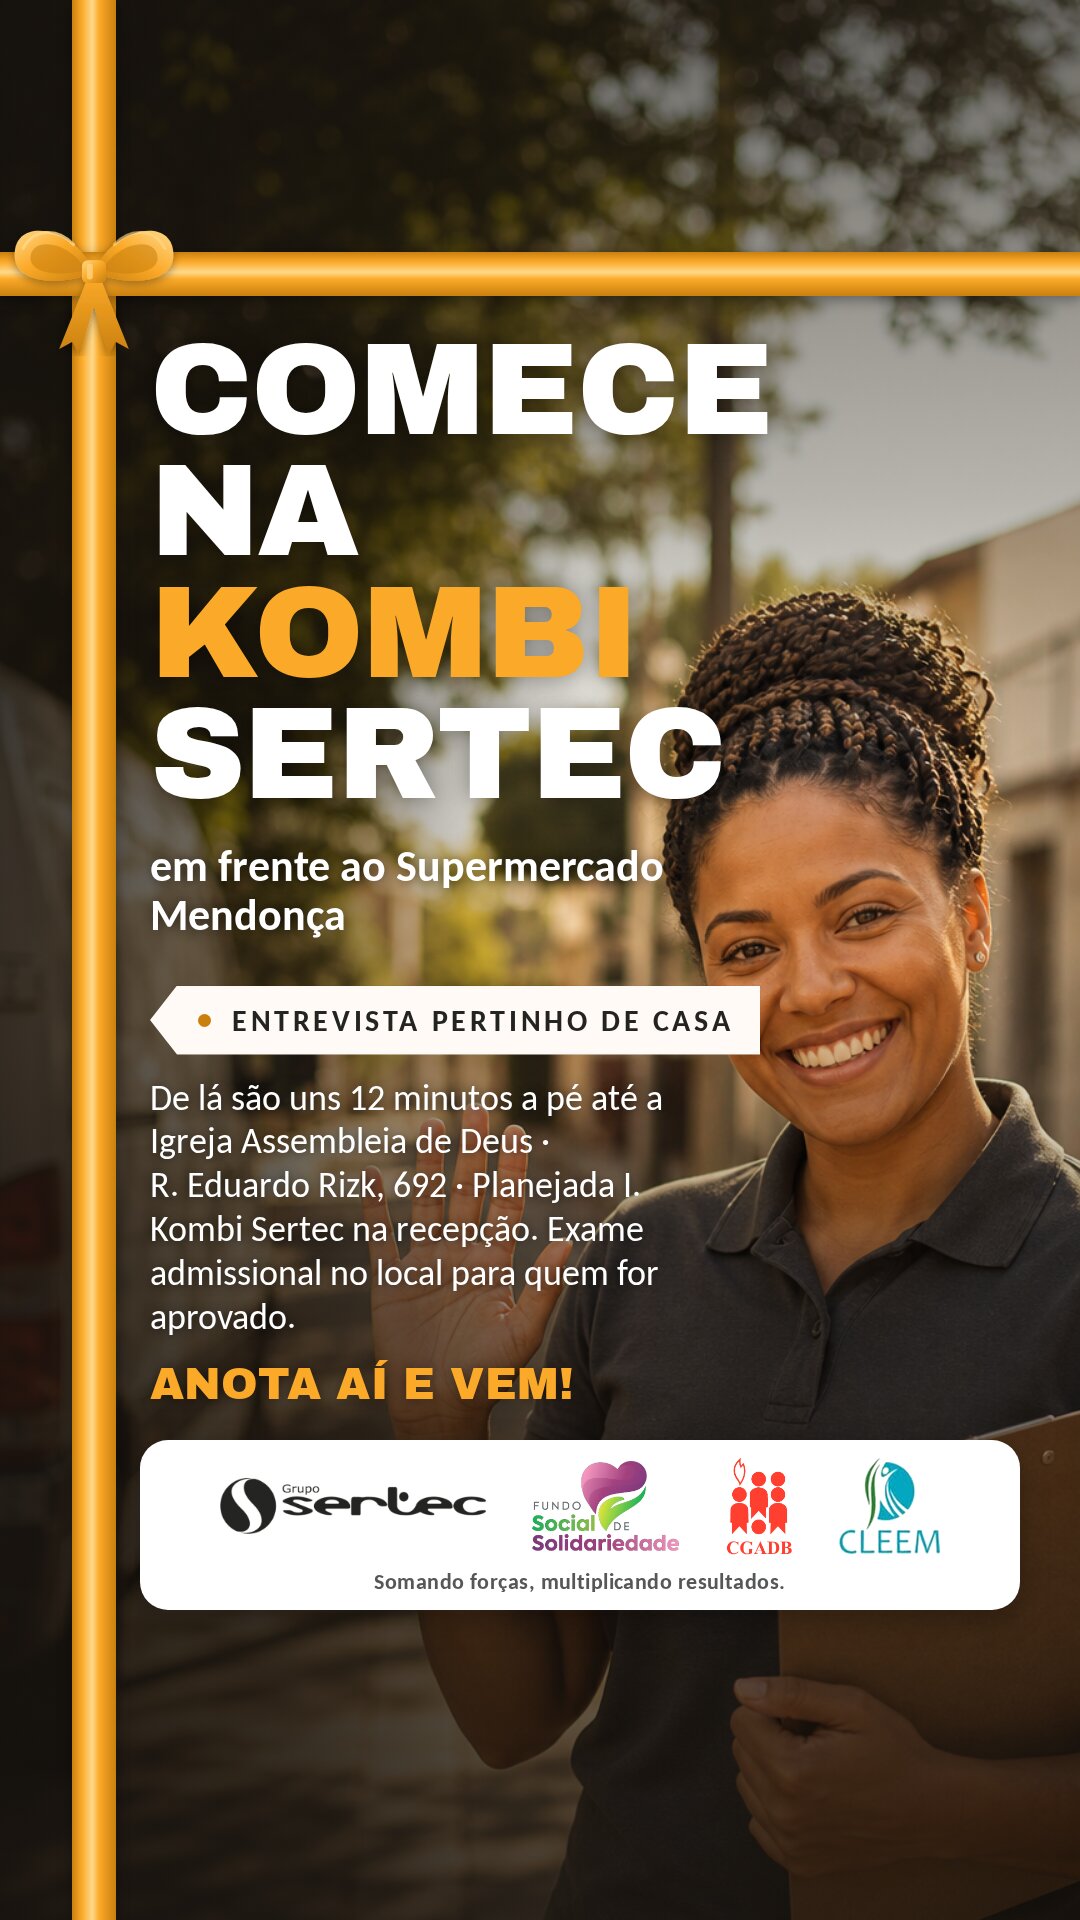 COMECE
NA
KOMBI
SERTEC
em frente ao Supermercado
Mendonça
ENTREVISTA PERTINHO DE CASA
De lá são uns 12 minutos a pé até a
Igreja Assembleia de Deus ·
R. Eduardo Rizk, 692 · Planejada I.
Kombi Sertec na recepção. Exame
admissional no local para quem for
aprovado.
ANOTA AÍ E VEM!
Grupo
sertec
FUNDO
Social DE
Solidariedade
CGADB
CLEEM
Somando forças, multiplicando resultados.